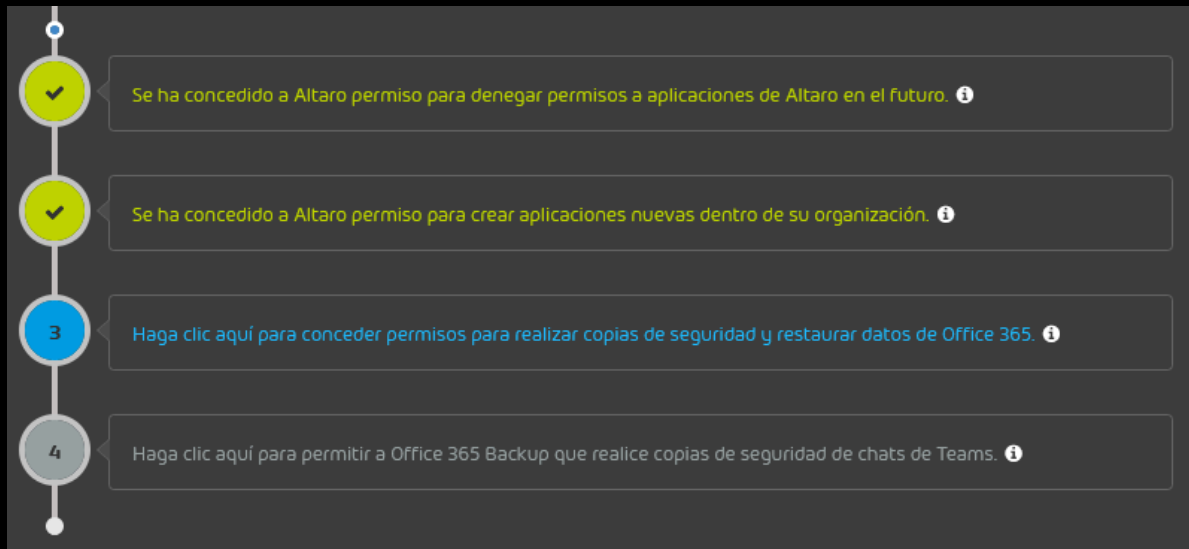 Se ha concedido a Altaro permiso para denegar permisos a aplicaciones de Altaro en el futuro.
Se ha concedido a Altaro permiso para crear aplicaciones nuevas dentro de su organización.
3
Haga clic aquí para conceder permisos para realizar copias de seguridad y restaurar datos de Office 365.
4
Haga clic aquí para permitir a Office 365 Backup que realice copias de seguridad de chats de Teams.